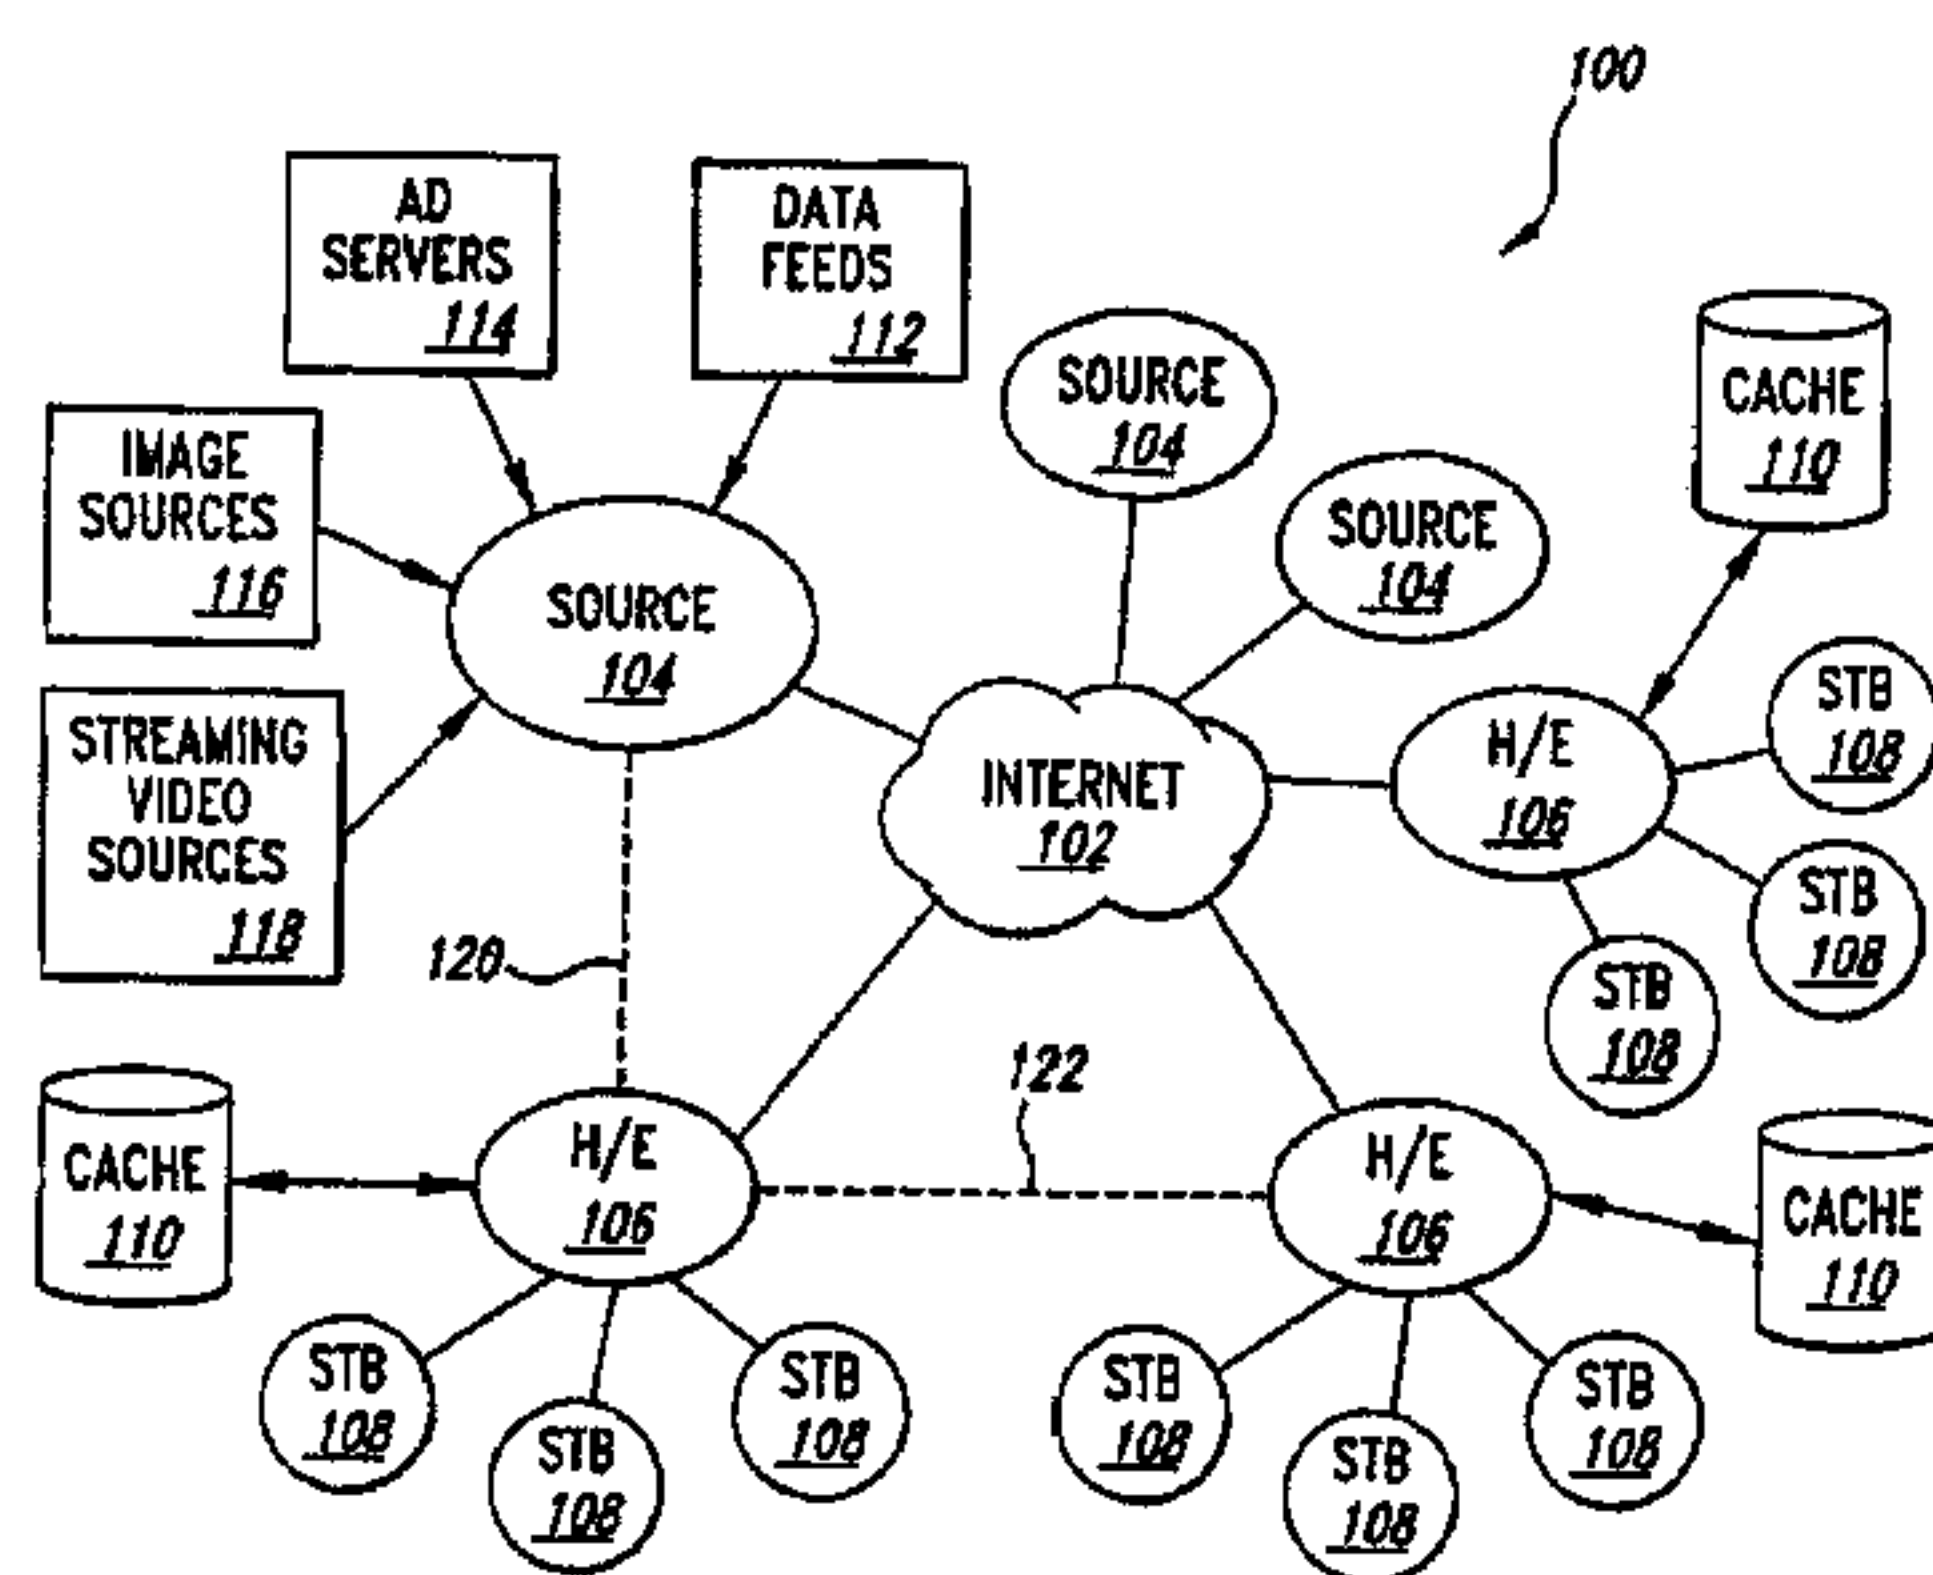 100
AD
SERVERS
114
DATA
FEEDS
112
SOURCE
104
CACHE
110
IMAGE
SOURCES
116
SOURCE
104
SOURCE
104
STREAMING
VIDEO
SOURCES
118
INTERNET
102
H/E
106
STB
108
STB
108
STB
108
120
122
CACHE
110
H/E
106
H/E
106
CACHE
110
STB
108
STB
108
STB
108
STB
108
STB
108
STB
108